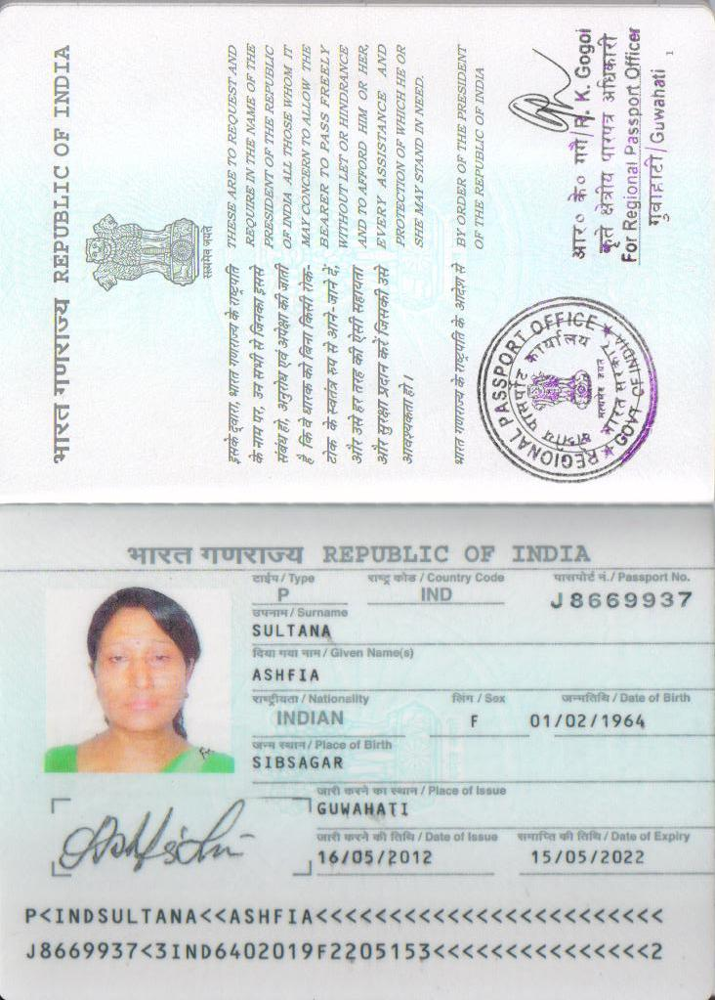 भारत गणराज्य REPUBLIC OF INDIA
सत्यमेव जयते
इसके द्वारा, भारत गणराज्य के राष्ट्रपति
के नाम पर, उन सभी से जिनका इससे
संबंध हो, अनुरोध एवं अपेक्षा की जाती
है कि वे धारक को बिना किसी रोक-
टोक के स्वतंत्र रूप से आने-जाने दें,
और उसे हर तरह की ऐसी सहायता
और सुरक्षा प्रदान करें जिसकी उसे
आवश्यकता हो।
THESE ARE TO REQUEST AND
REQUIRE IN THE NAME OF THE
PRESIDENT OF THE REPUBLIC
OF INDIA ALL THOSE WHOM IT
MAY CONCERN TO ALLOW THE
BEARER TO PASS FREELY
WITHOUT LET OR HINDRANCE
AND TO AFFORD HIM OR HER,
EVERY ASSISTANCE AND
PROTECTION OF WHICH HE OR
SHE MAY STAND IN NEED.
भारत गणराज्य के राष्ट्रपति के आदेश से
BY ORDER OF THE PRESIDENT
OF THE REPUBLIC OF INDIA
REGIONAL PASSPORT OFFICE
क्षेत्रीय पासपोर्ट कार्यालय
सत्यमेव जयते
भारत सरकार
GOVT. OF INDIA
आर० के० गगै/R. K. Gogoi
कृते क्षेत्रीय पारपत्र अधिकारी
For Regional Passport Officer
गुवाहाटी/Guwahati
1
भारत गणराज्य REPUBLIC OF INDIA
टाईप / Type राष्ट्र कोड / Country Code पासपोर्ट नं. / Passport No.
P IND J8669937
उपनाम / Surname
SULTANA
दिया गया नाम / Given Name(s)
ASHFIA
राष्ट्रीयता / Nationality लिंग / Sex जन्मतिथि / Date of Birth
INDIAN F 01/02/1964
जन्म स्थान / Place of Birth
SIBSAGAR
जारी करने का स्थान / Place of Issue
GUWAHATI
जारी करने की तिथि / Date of Issue समाप्ति की तिथि / Date of Expiry
16/05/2012 15/05/2022
P<INDSULTANA<<ASHFIA<<<<<<<<<<<<<<<<<<<<<<<<
J8669937<3IND6402019F2205153<<<<<<<<<<<<<<<2